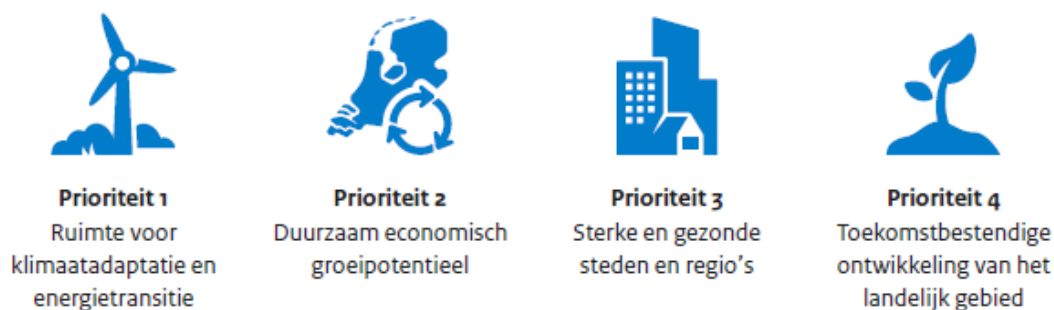 Prioriteit 1
Ruimte voor
klimaatadaptatie en
energietransitie
Prioriteit 2
Duurzaam economisch
groeipotentieel
Prioriteit 3
Sterke en gezonde
steden en regio's
Prioriteit 4
Toekomstbestendige
ontwikkeling van het
landelijk gebied